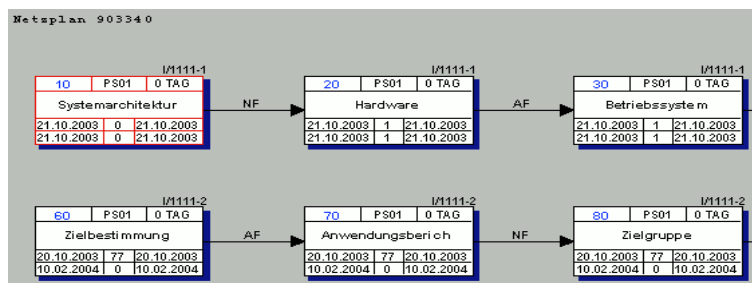 Netzplan 903340
I/1111-1 I/1111-1 I/1111-1
10 PS01 0 TAG 20 PS01 0 TAG 30 PS01 0 TAG
Systemarchitektur NF Hardware AF Betriebssystem
21.10.2003 0 21.10.2003 21.10.2003 1 21.10.2003 21.10.2003 1 21.10.2003
21.10.2003 0 21.10.2003 21.10.2003 1 21.10.2003 21.10.2003 1 21.10.2003
I/1111-2 I/1111-2 I/1111-2
60 PS01 0 TAG 70 PS01 0 TAG 80 PS01 0 TAG
Zielbestimmung AF Anwendungsberich NF Zielgruppe
20.10.2003 77 20.10.2003 20.10.2003 77 20.10.2003 20.10.2003 77 20.10.2003
10.02.2004 0 10.02.2004 10.02.2004 0 10.02.2004 10.02.2004 0 10.02.2004